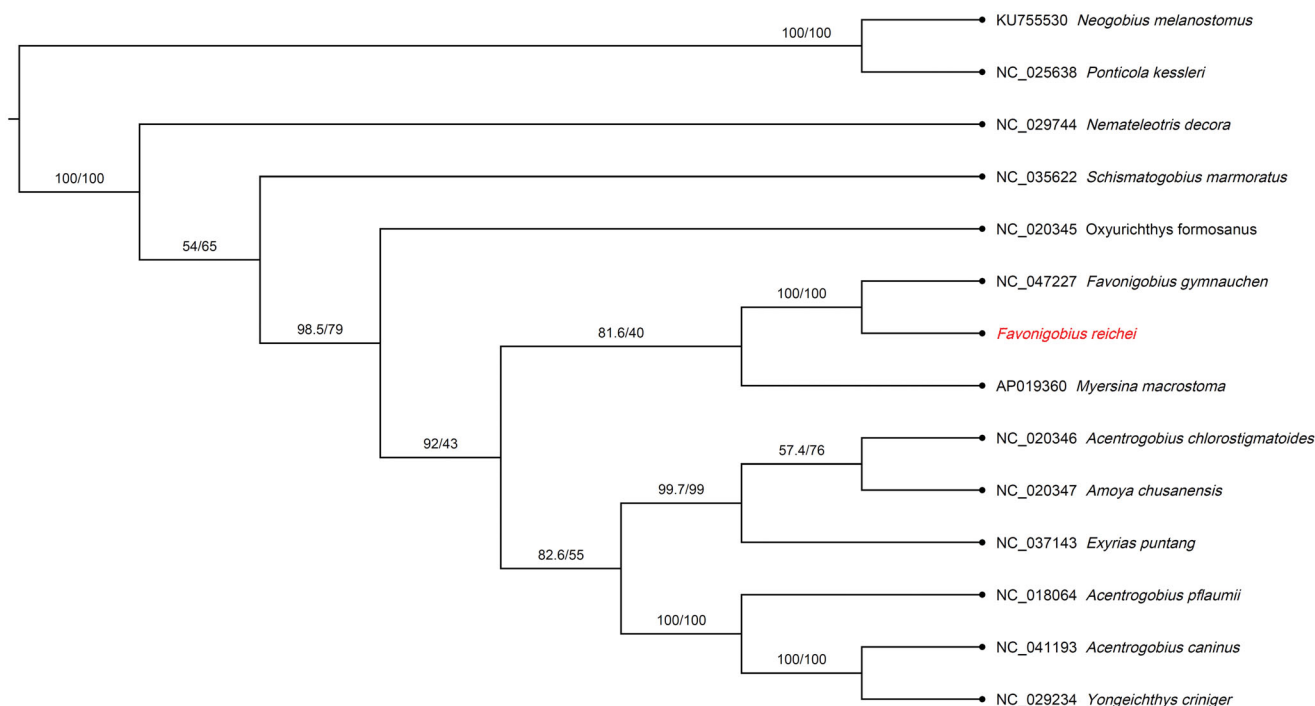 KU755530 Neogobius melanostomus
100/100
NC_025638 Ponticola kessleri
NC_029744 Nemateleotris decora
100/100
NC_035622 Schismatogobius marmoratus
54/65
NC_020345 Oxyurichthys formosanus
NC_047227 Favonigobius gymnauchen
100/100
Favonigobius reichei
98.5/79
81.6/40
AP019360 Myersina macrostoma
NC_020346 Acentrogobius chlorostigmatoides
92/43
57.4/76
NC_020347 Amoya chusanensis
99.7/99
NC_037143 Exyrias puntang
82.6/55
NC_018064 Acentrogobius pflaumii
100/100
NC_041193 Acentrogobius caninus
100/100
NC_029234 Yongeichthys criniger